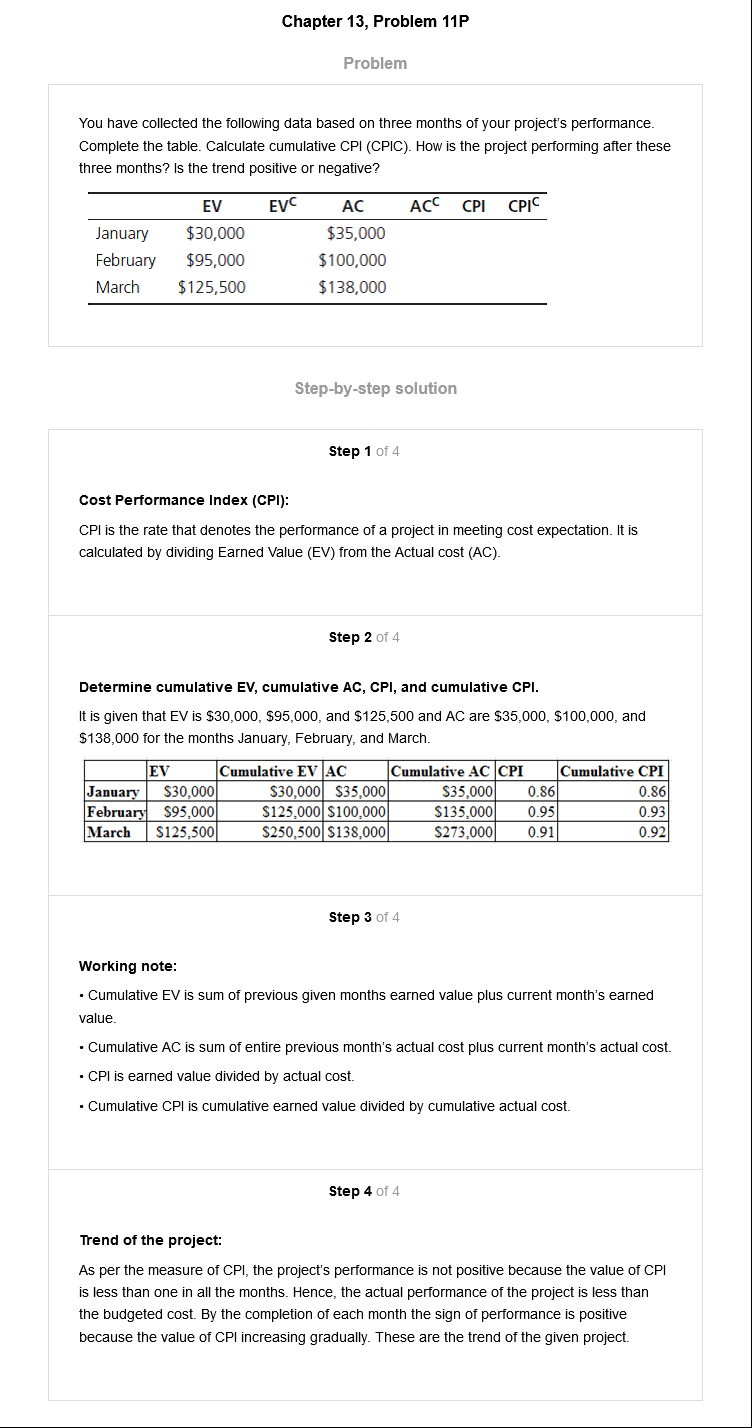 Chapter 13, Problem 11P
Problem
You have collected the following data based on three months of your project's performance.
Complete the table. Calculate cumulative CPI (CPIC). How is the project performing after these
three months? Is the trend positive or negative?
EV EVC AC ACC CPI CPIC
January $30,000 $35,000
February $95,000 $100,000
March $125,500 $138,000
Step-by-step solution
Step 1 of 4
Cost Performance Index (CPI):
CPI is the rate that denotes the performance of a project in meeting cost expectation. It is
calculated by dividing Earned Value (EV) from the Actual cost (AC).
Step 2 of 4
Determine cumulative EV, cumulative AC, CPI, and cumulative CPI.
It is given that EV is $30,000, $95,000, and $125,500 and AC are $35,000, $100,000, and
$138,000 for the months January, February, and March.
EV Cumulative EV AC Cumulative AC CPI Cumulative CPI
January $30,000 $30,000 $35,000 $35,000 0.86 0.86
February $95,000 $125,000 $100,000 $135,000 0.95 0.93
March $125,500 $250,500 $138,000 $273,000 0.91 0.92
Step 3 of 4
Working note:
• Cumulative EV is sum of previous given months earned value plus current month's earned
value.
• Cumulative AC is sum of entire previous month's actual cost plus current month's actual cost.
• CPI is earned value divided by actual cost.
• Cumulative CPI is cumulative earned value divided by cumulative actual cost.
Step 4 of 4
Trend of the project:
As per the measure of CPI, the project's performance is not positive because the value of CPI
is less than one in all the months. Hence, the actual performance of the project is less than
the budgeted cost. By the completion of each month the sign of performance is positive
because the value of CPI increasing gradually. These are the trend of the given project.